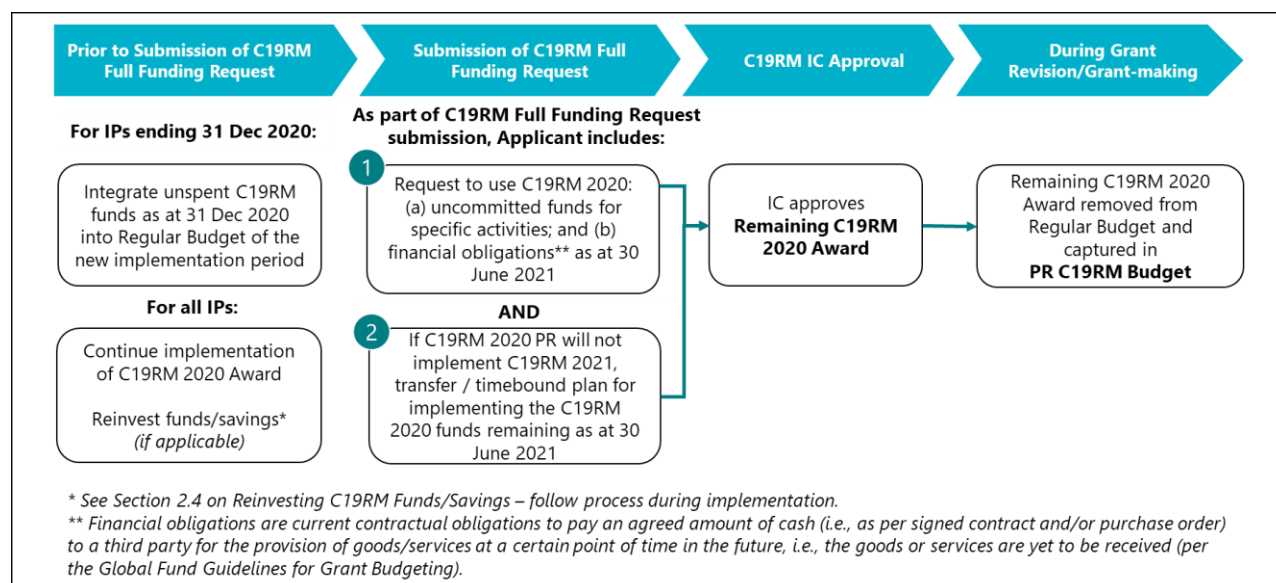 Prior to Submission of C19RM
Full Funding Request
Submission of C19RM Full
Funding Request
C19RM IC Approval
During Grant
Revision/Grant-making
For IPs ending 31 Dec 2020:
Integrate unspent C19RM
funds as at 31 Dec 2020
into Regular Budget of the
new implementation period
For all IPs:
Continue implementation
of C19RM 2020 Award
Reinvest funds/savings*
(if applicable)
As part of C19RM Full Funding Request
submission, Applicant includes:
1
Request to use C19RM 2020:
(a) uncommitted funds for
specific activities; and (b)
financial obligations** as at 30
June 2021
AND
2
If C19RM 2020 PR will not
implement C19RM 2021,
transfer / timebound plan for
implementing the C19RM
2020 funds remaining as at 30
June 2021
IC approves
Remaining C19RM
2020 Award
Remaining C19RM 2020
Award removed from
Regular Budget and
captured in
PR C19RM Budget
* See Section 2.4 on Reinvesting C19RM Funds/Savings – follow process during implementation.
** Financial obligations are current contractual obligations to pay an agreed amount of cash (i.e., as per signed contract and/or purchase order)
to a third party for the provision of goods/services at a certain point of time in the future, i.e., the goods or services are yet to be received (per
the Global Fund Guidelines for Grant Budgeting).